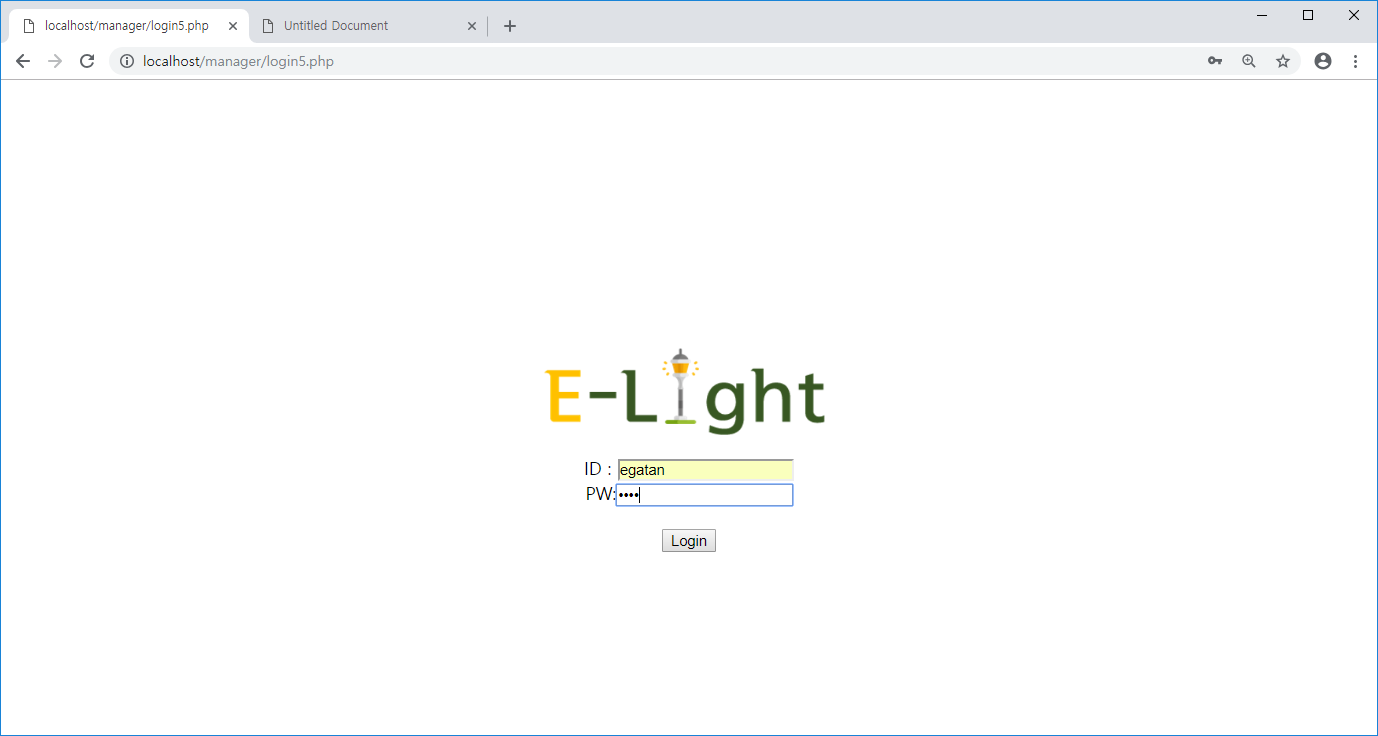 localhost/manager/login5.php
Untitled Document
localhost/manager/login5.php
E-Light
ID : egatan
PW:••••
Login